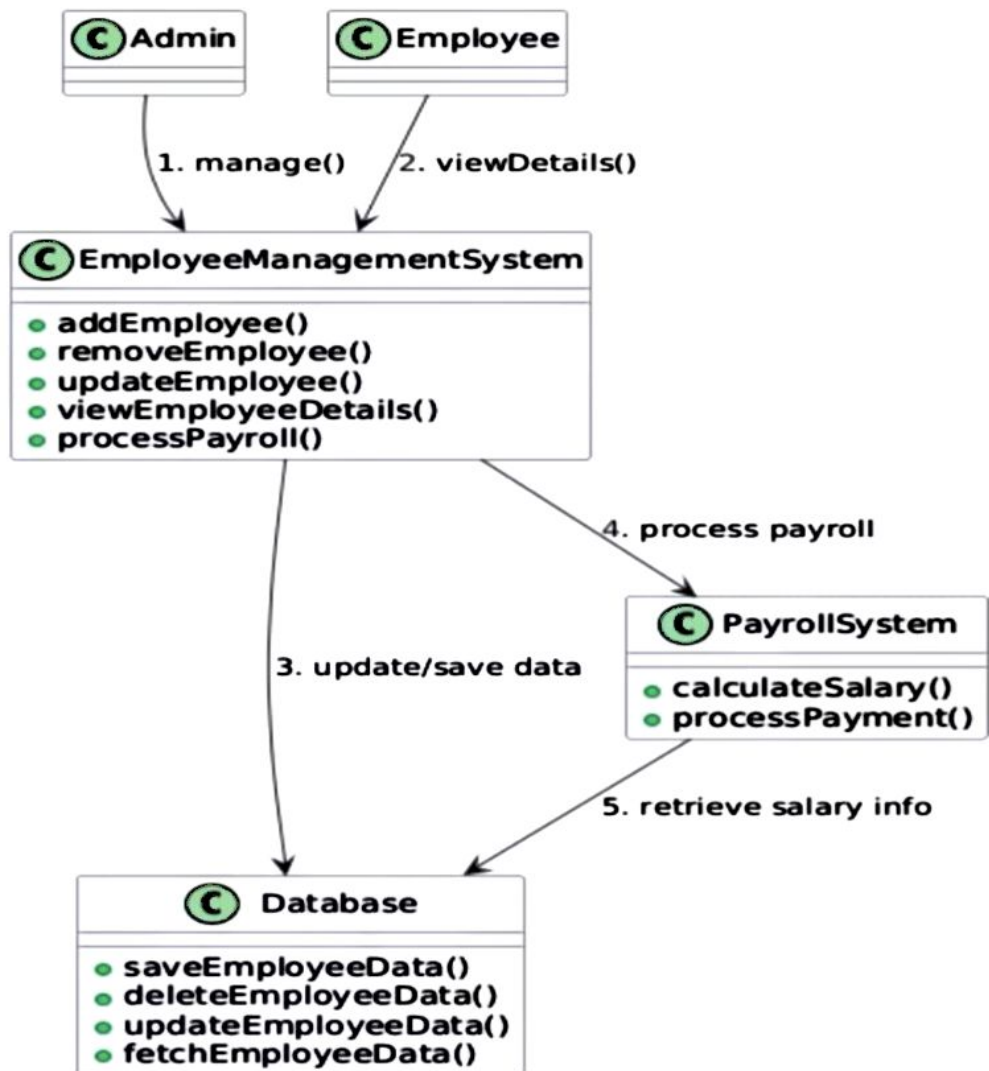 C Admin
C Employee
1. manage()
2. viewDetails()
C EmployeeManagementSystem
addEmployee()
removeEmployee()
updateEmployee()
viewEmployeeDetails()
processPayroll()
4. process payroll
C PayrollSystem
3. update/save data
calculateSalary()
processPayment()
5. retrieve salary info
C Database
saveEmployeeData()
deleteEmployeeData()
updateEmployeeData()
fetchEmployeeData()